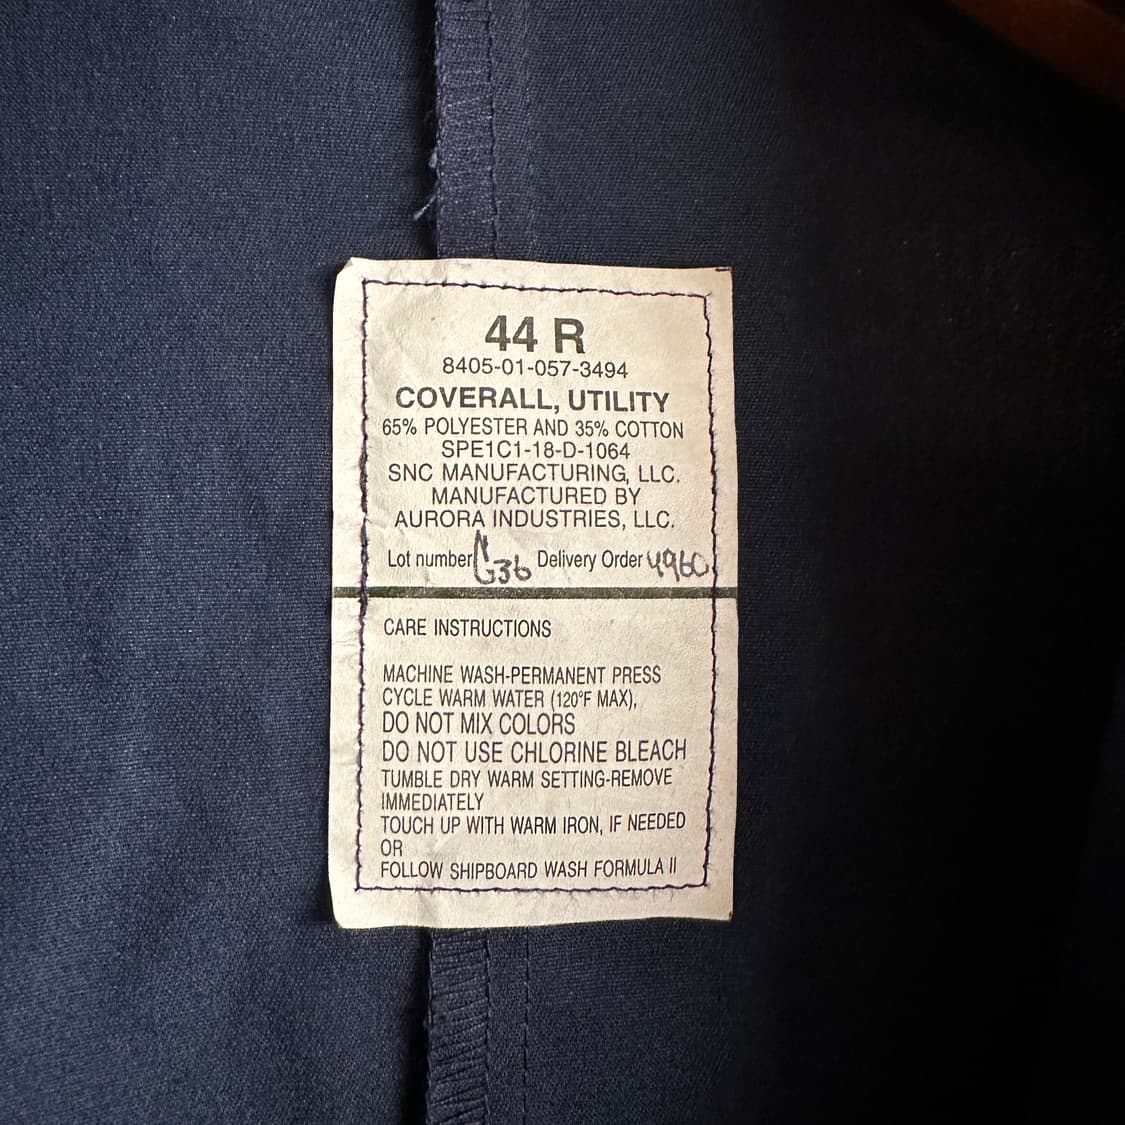 44 R
8405-01-057-3494
COVERALL, UTILITY
65% POLYESTER AND 35% COTTON
SPE1C1-18-D-1064
SNC MANUFACTURING, LLC.
MANUFACTURED BY
AURORA INDUSTRIES, LLC.
Lot number G36 Delivery Order 4960
CARE INSTRUCTIONS
MACHINE WASH-PERMANENT PRESS
CYCLE WARM WATER (120°F MAX),
DO NOT MIX COLORS
DO NOT USE CHLORINE BLEACH
TUMBLE DRY WARM SETTING-REMOVE
IMMEDIATELY
TOUCH UP WITH WARM IRON, IF NEEDED
OR
FOLLOW SHIPBOARD WASH FORMULA II